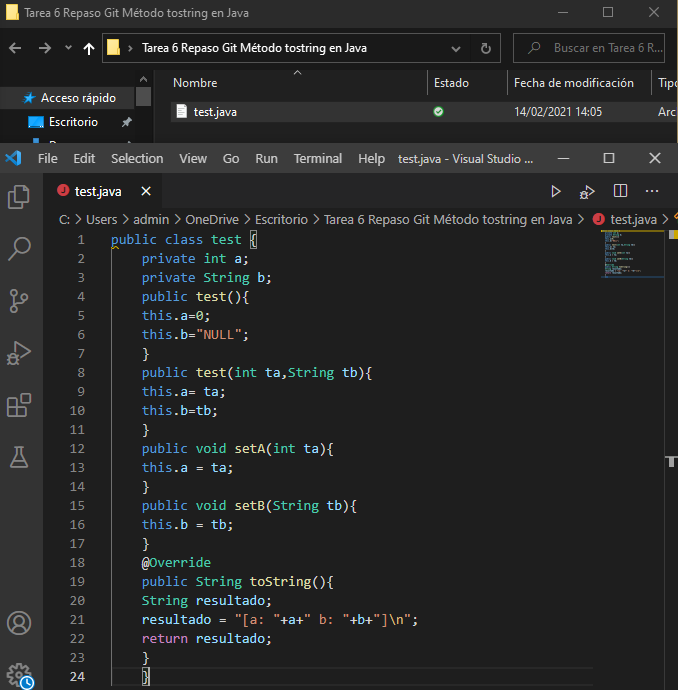 Tarea 6 Repaso Git Método tostring en Java
Tarea 6 Repaso Git Método tostring en Java
Buscar en Tarea 6 R...
Nombre Estado Fecha de modificación Tipo
Acceso rápido
Escritorio
test.java 14/02/2021 14:05 Arc
File Edit Selection View Go Run Terminal Help test.java - Visual Studio ...
test.java
C: > Users > admin > OneDrive > Escritorio > Tarea 6 Repaso Git Método tostring en Java > test.java >
1 public class test {
2 private int a;
3 private String b;
4 public test(){
5 this.a=0;
6 this.b="NULL";
7 }
8 public test(int ta,String tb){
9 this.a= ta;
10 this.b=tb;
11 }
12 public void setA(int ta){
13 this.a = ta;
14 }
15 public void setB(String tb){
16 this.b = tb;
17 }
18 @Override
19 public String toString(){
20 String resultado;
21 resultado = "[a: "+a+" b: "+b+"]\n";
22 return resultado;
23 }
24 }